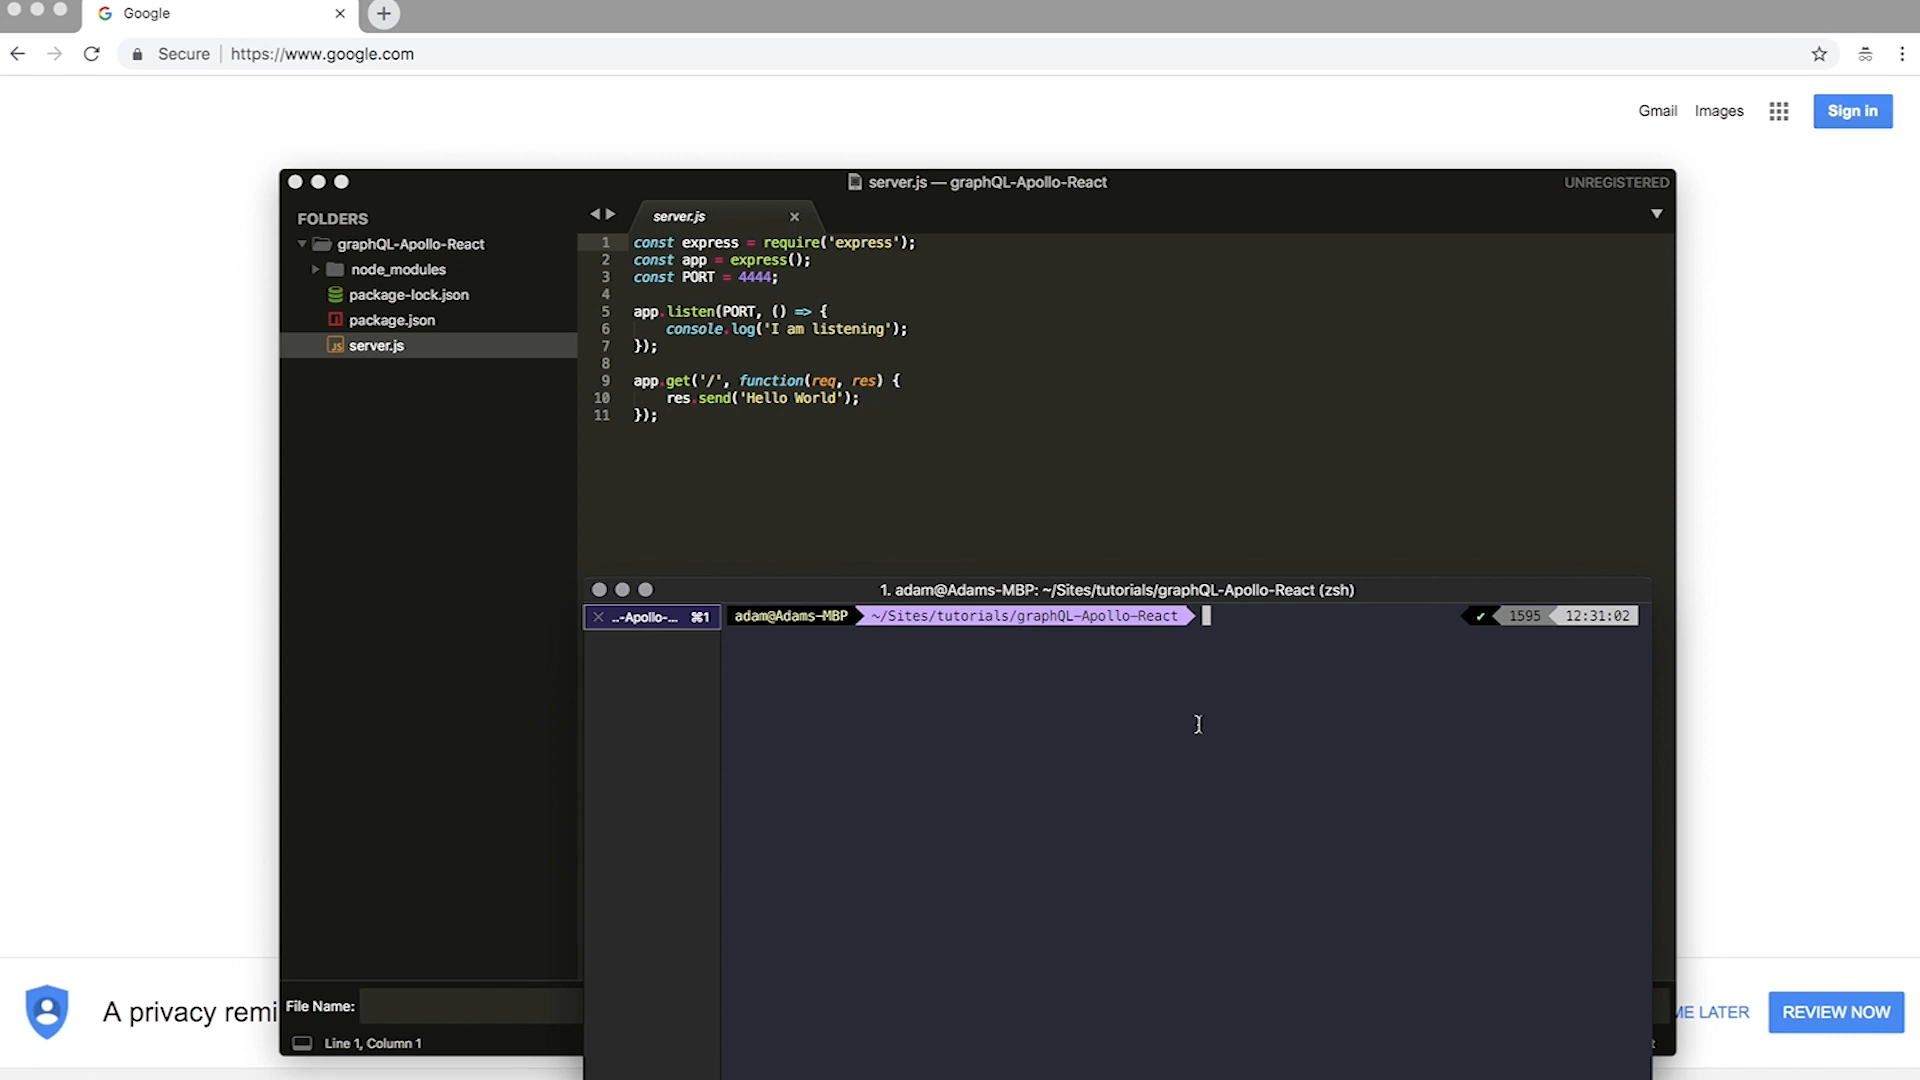 Google
Secure https://www.google.com
Gmail Images Sign in
server.js — graphQL-Apollo-React UNREGISTERED
FOLDERS
graphQL-Apollo-React
node_modules
package-lock.json
package.json
server.js
server.js
1 const express = require('express');
2 const app = express();
3 const PORT = 4444;
4
5 app.listen(PORT, () => {
6 console.log('I am listening');
7 });
8
9 app.get('/', function(req, res) {
10 res.send('Hello World');
11 });
1. adam@Adams-MBP: ~/Sites/tutorials/graphQL-Apollo-React (zsh)
..-Apollo-... ⌘1 adam@Adams-MBP ~/Sites/tutorials/graphQL-Apollo-React ✔ 1595 12:31:02
File Name:
Line 1, Column 1
A privacy remi
ME LATER REVIEW NOW